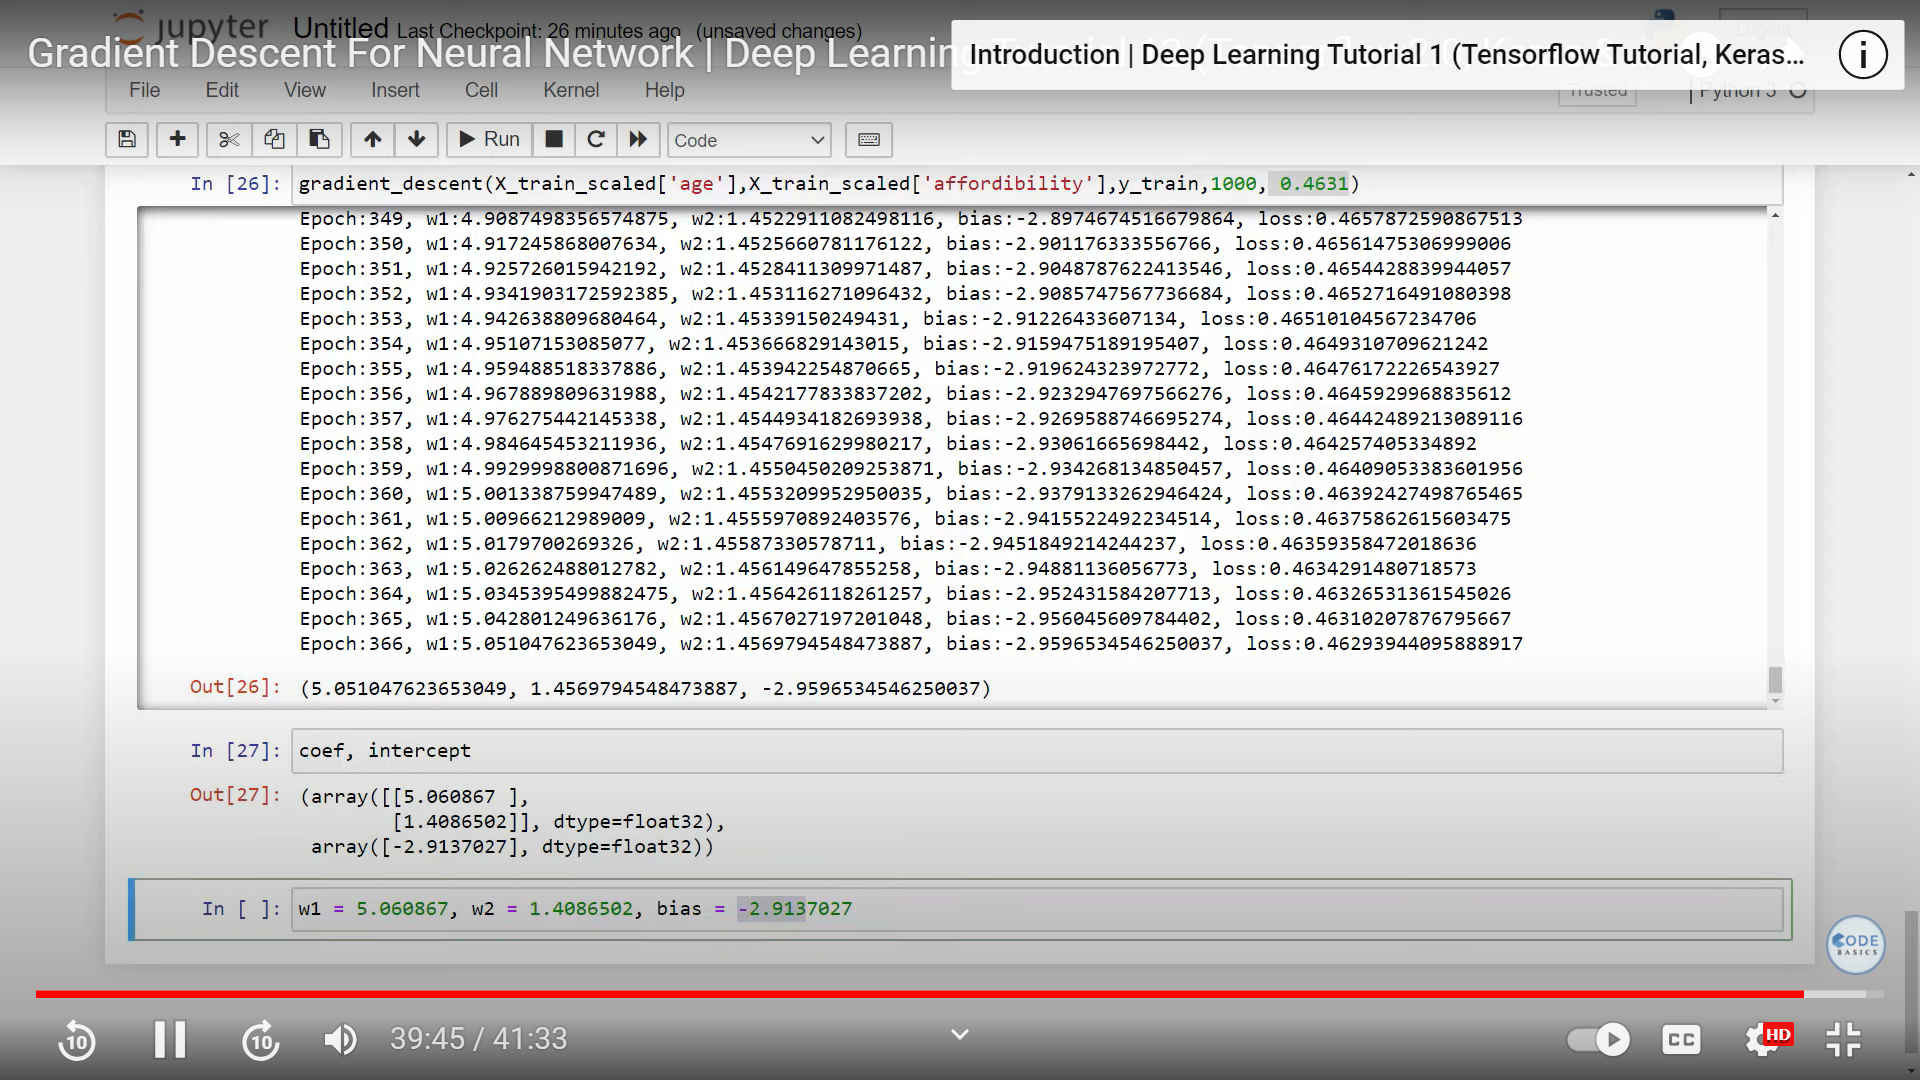 jupyter Untitled Last Checkpoint: 26 minutes ago (unsaved changes)
Logout
Gradient Descent For Neural Network | Deep Learning
Introduction | Deep Learning Tutorial 1 (Tensorflow Tutorial, Keras...
File Edit View Insert Cell Kernel Help
Trusted | Python 3
Run Code
In [26]: gradient_descent(X_train_scaled['age'],X_train_scaled['affordibility'],y_train,1000, 0.4631)
Epoch:349, w1:4.9087498356574875, w2:1.4522911082498116, bias:-2.8974674516679864, loss:0.4657872590867513
Epoch:350, w1:4.917245868007634, w2:1.4525660781176122, bias:-2.901176333556766, loss:0.46561475306999006
Epoch:351, w1:4.925726015942192, w2:1.4528411309971487, bias:-2.9048787622413546, loss:0.4654428839944057
Epoch:352, w1:4.9341903172592385, w2:1.453116271096432, bias:-2.9085747567736684, loss:0.4652716491080398
Epoch:353, w1:4.942638809680464, w2:1.45339150249431, bias:-2.91226433607134, loss:0.46510104567234706
Epoch:354, w1:4.95107153085077, w2:1.453666829143015, bias:-2.9159475189195407, loss:0.4649310709621242
Epoch:355, w1:4.959488518337886, w2:1.453942254870665, bias:-2.919624323972772, loss:0.46476172226543927
Epoch:356, w1:4.967889809631988, w2:1.454217783383​7202, bias:-2.9232947697566276, loss:0.4645929968835612
Epoch:357, w1:4.976275442145338, w2:1.4544934182693938, bias:-2.9269588746695274, loss:0.46442489213089116
Epoch:358, w1:4.984645453211936, w2:1.4547691629980217, bias:-2.93061665698442, loss:0.464257405334892
Epoch:359, w1:4.9929998800871696, w2:1.4550450209253871, bias:-2.934268134850457, loss:0.46409053383601956
Epoch:360, w1:5.001338759947489, w2:1.4553209952950035, bias:-2.9379133262946424, loss:0.46392427498765465
Epoch:361, w1:5.00966212989009, w2:1.4555970892403576, bias:-2.9415522492234514, loss:0.46375862615603475
Epoch:362, w1:5.0179700269326, w2:1.45587330578711, bias:-2.9451849214244237, loss:0.46359358472018636
Epoch:363, w1:5.026262488012782, w2:1.456149647855258, bias:-2.94881136056773, loss:0.4634291480718573
Epoch:364, w1:5.0345395499882475, w2:1.456426118261257, bias:-2.952431584207713, loss:0.46326531361545026
Epoch:365, w1:5.042801249636176, w2:1.4567027197201048, bias:-2.956045609784402, loss:0.46310207876795667
Epoch:366, w1:5.051047623653049, w2:1.4569794548473887, bias:-2.9596534546250037, loss:0.46293944095888917
Out[26]: (5.051047623653049, 1.4569794548473887, -2.9596534546250037)
In [27]: coef, intercept
Out[27]: (array([[5.060867 ],
[1.4086502]], dtype=float32),
array([-2.9137027], dtype=float32))
In [ ]: w1 = 5.060867, w2 = 1.4086502, bias = -2.9137027
CODE
BASICS
10 10 39:45 / 41:33 CC HD